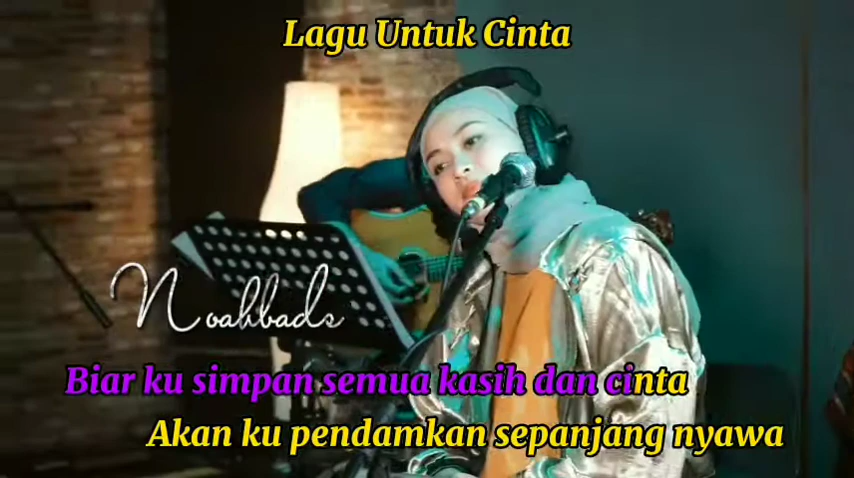 Lagu Untuk Cinta
Noahbads
Biar ku simpan semua kasih dan cinta
Akan ku pendamkan sepanjang nyawa